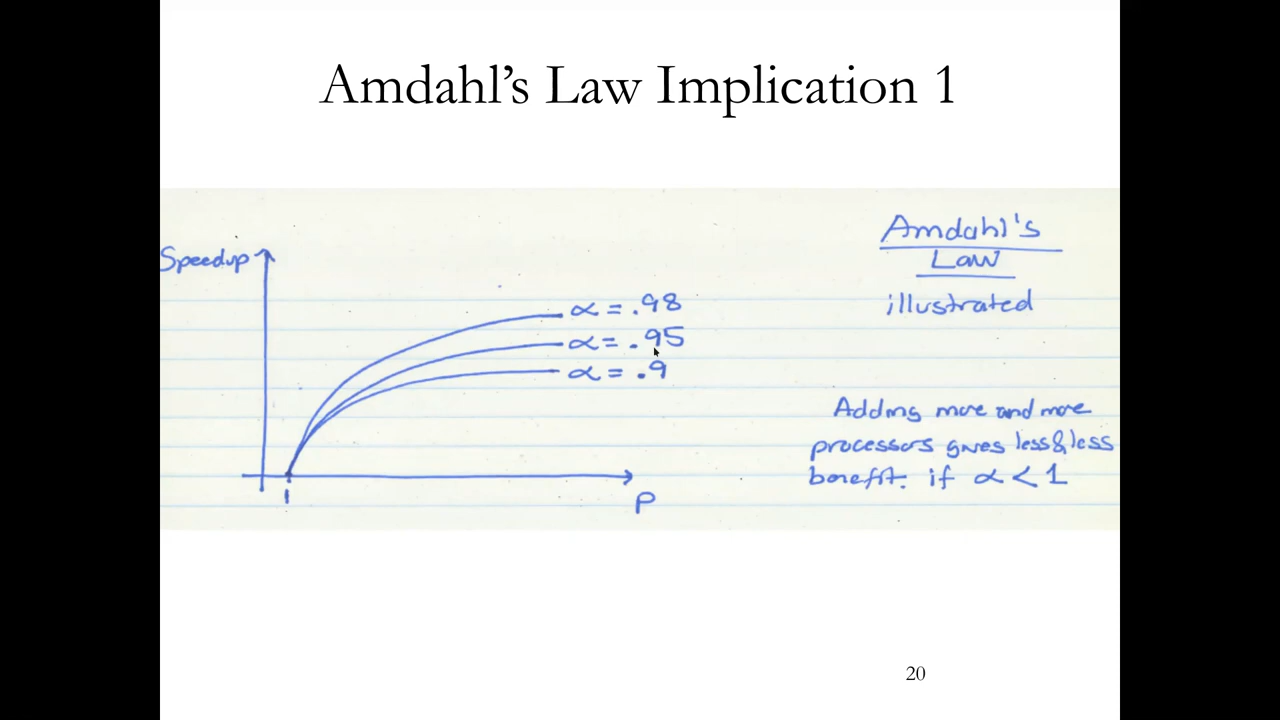 Amdahl's Law Implication 1
Amdahl's
Law
illustrated
Speedup
α = .98
α = .95
α = .9
1
P
Adding more and more
processors gives less & less
benefit. if α < 1
20